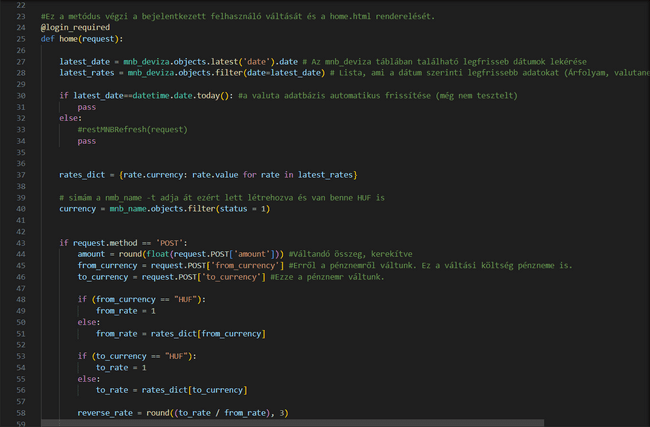 22
23 #Ez a metódus végzi a bejelentkezett felhasználó váltását és a home.html renderelését.
24 @login_required
25 def home(request):
26
27 latest_date = mnb_deviza.objects.latest('date').date # Az mnb_deviza táblában található legfrisseb dátumok lekérése
28 latest_rates = mnb_deviza.objects.filter(date=latest_date) # Lista, ami a dátum szerinti legfrissebb adatokat (Árfolyam, valutane
29
30 if latest_date==datetime.date.today(): #a valuta adatbázis automatikus frissítése (még nem tesztelt)
31 pass
32 else:
33 #restMNBRefresh(request)
34 pass
35
36
37 rates_dict = {rate.currency: rate.value for rate in latest_rates}
38
39 # simám a nmb_name -t adja át ezért lett létrehozva és van benne HUF is
40 currency = mnb_name.objects.filter(status = 1)
41
42
43 if request.method == 'POST':
44 amount = round(float(request.POST['amount'])) #Váltandó összeg, kerekítve
45 from_currency = request.POST['from_currency'] #Erről a pénznemről váltunk. Ez a váltási költség pénzneme is.
46 to_currency = request.POST['to_currency'] #Ezze a pénznemr váltunk.
47
48 if (from_currency == "HUF"):
49 from_rate = 1
50 else:
51 from_rate = rates_dict[from_currency]
52
53 if (to_currency == "HUF"):
54 to_rate = 1
55 else:
56 to_rate = rates_dict[to_currency]
57
58 reverse_rate = round((to_rate / from_rate), 3)
59